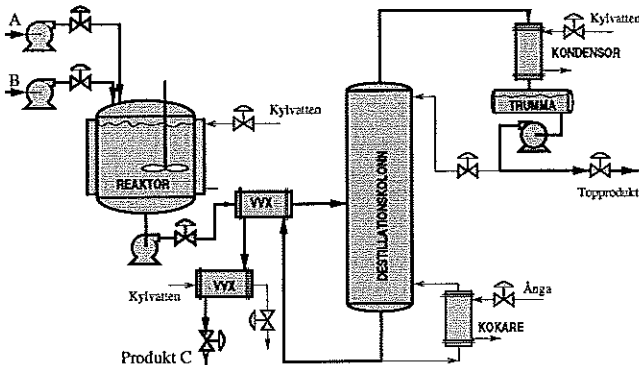 A
Kylvatten
KONDENSOR
B
TRUMMA
Kylvatten
REAKTOR
DESTILLATIONSKOLONN
Topprodukt
VVX
VVX
Kylvatten
Ånga
KOKARE
Produkt C